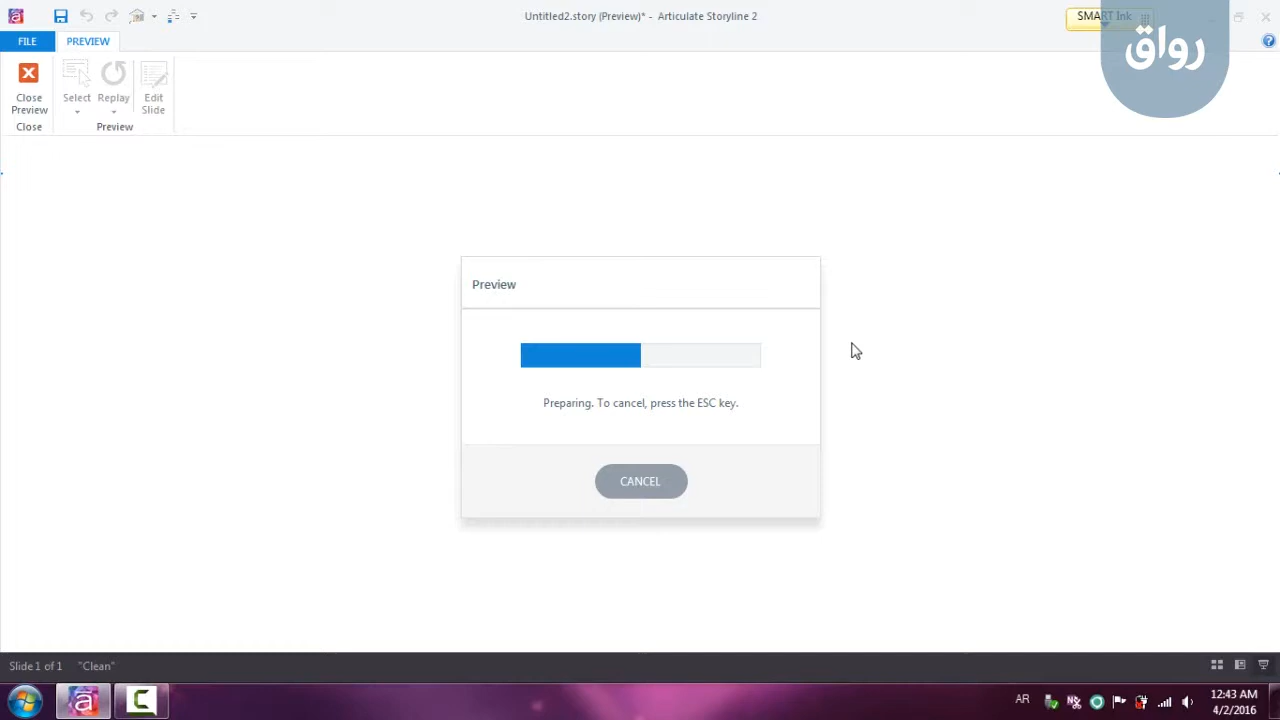 Untitled2.story (Preview)* - Articulate Storyline 2
SMART Ink
رواق
FILE
PREVIEW
Close Preview
Select
Replay
Edit Slide
Close
Preview
Preview
Preparing. To cancel, press the ESC key.
CANCEL
Slide 1 of 1 "Clean"
AR
12:43 AM
4/2/2016